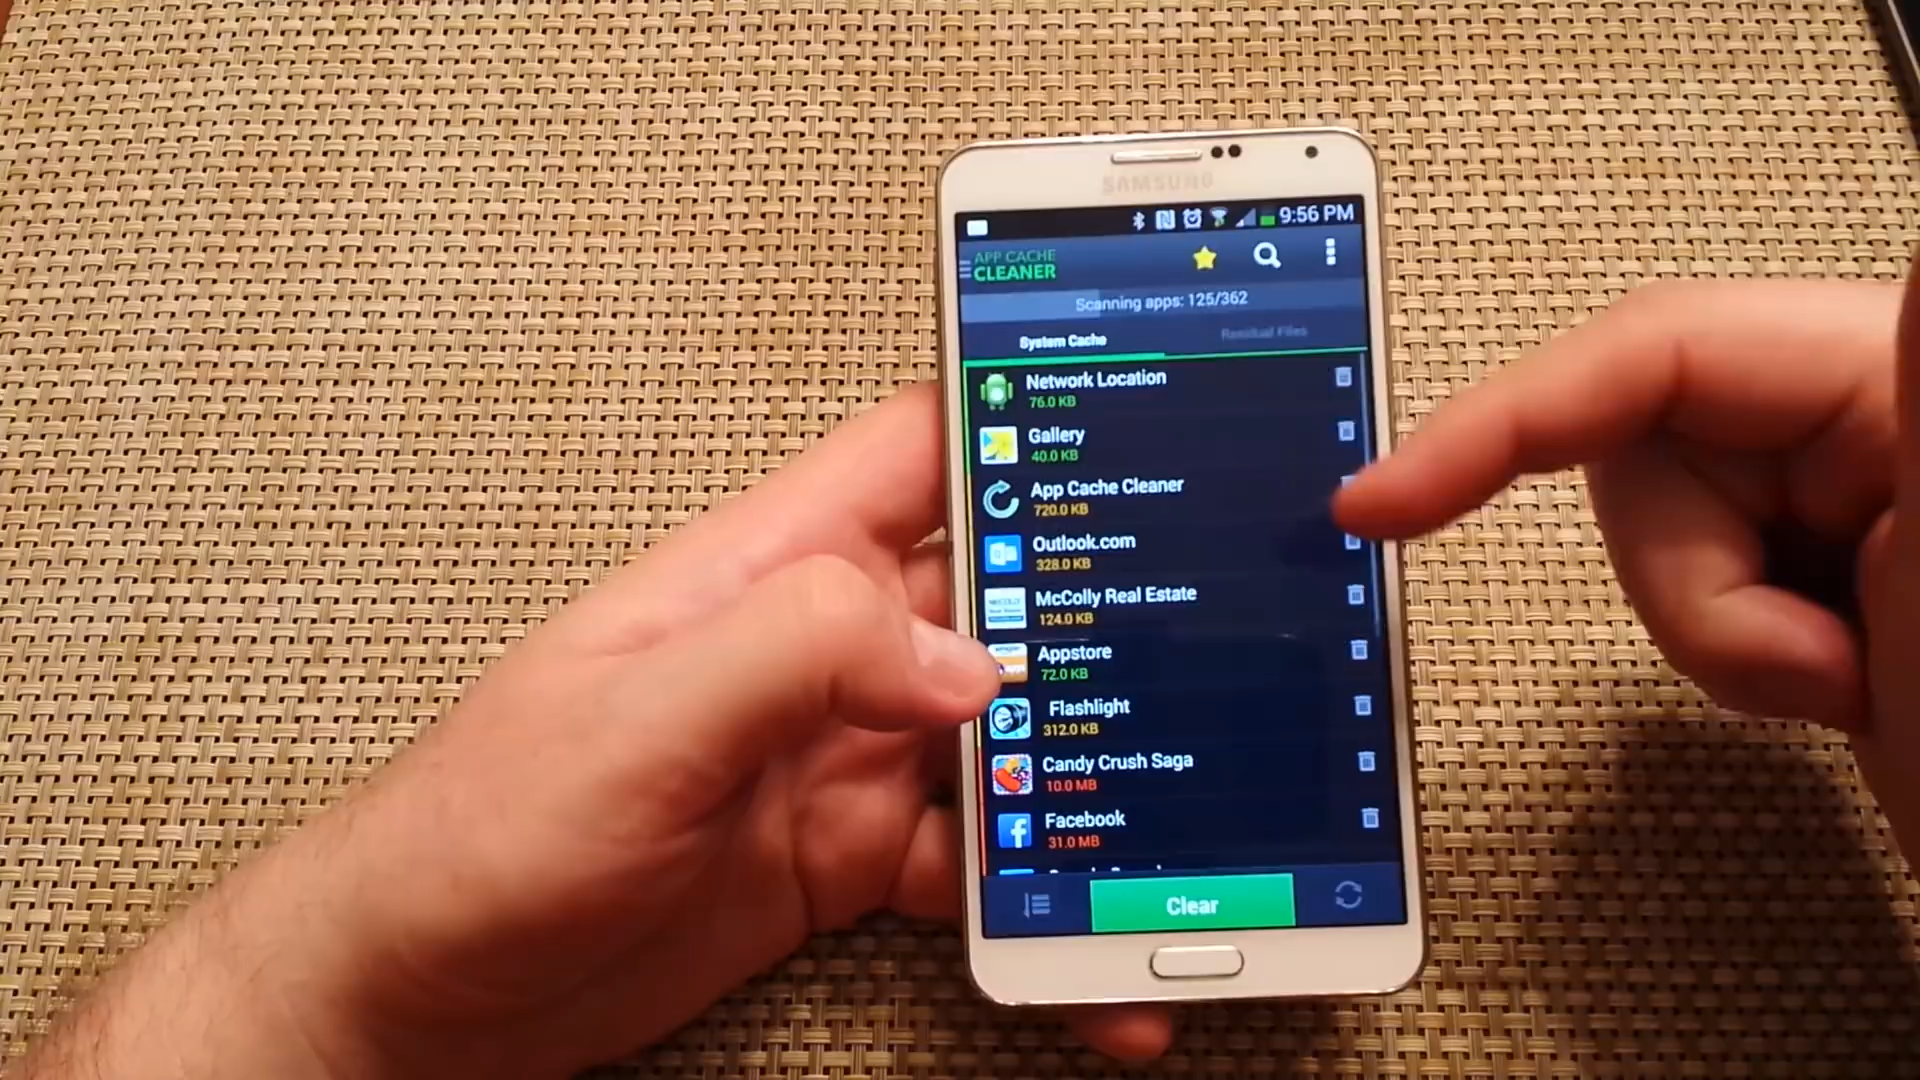 SAMSUNG
9:56 PM
APP CACHE
CLEANER
Scanning apps: 125/362
System Cache
Residual Files
Network Location
76.0 KB
Gallery
40.0 KB
App Cache Cleaner
720.0 KB
Outlook.com
328.0 KB
McColly Real Estate
124.0 KB
Appstore
72.0 KB
Flashlight
312.0 KB
Candy Crush Saga
10.0 MB
Facebook
31.0 MB
Clear